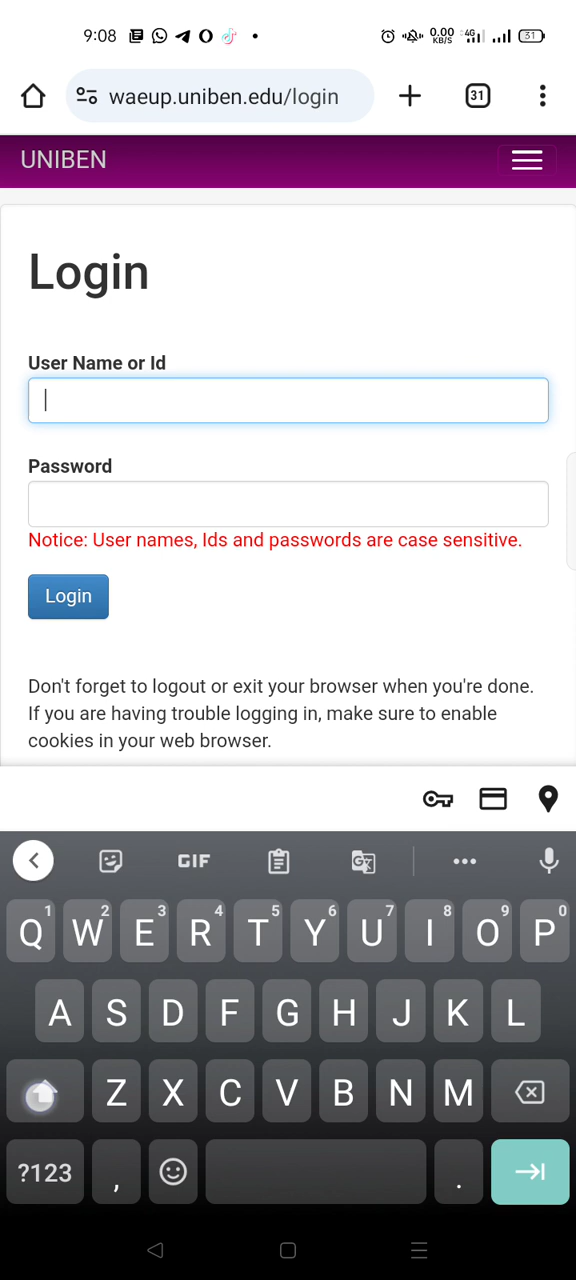 9:08 0.00 KB/S 4G 31
waeup.uniben.edu/login 31
UNIBEN
Login
User Name or Id
Password
Notice: User names, Ids and passwords are case sensitive.
Login
Don't forget to logout or exit your browser when you're done.
If you are having trouble logging in, make sure to enable
cookies in your web browser.
GIF
1 2 3 4 5 6 7 8 9 0
Q W E R T Y U I O P
A S D F G H J K L
Z X C V B N M
?123 , .